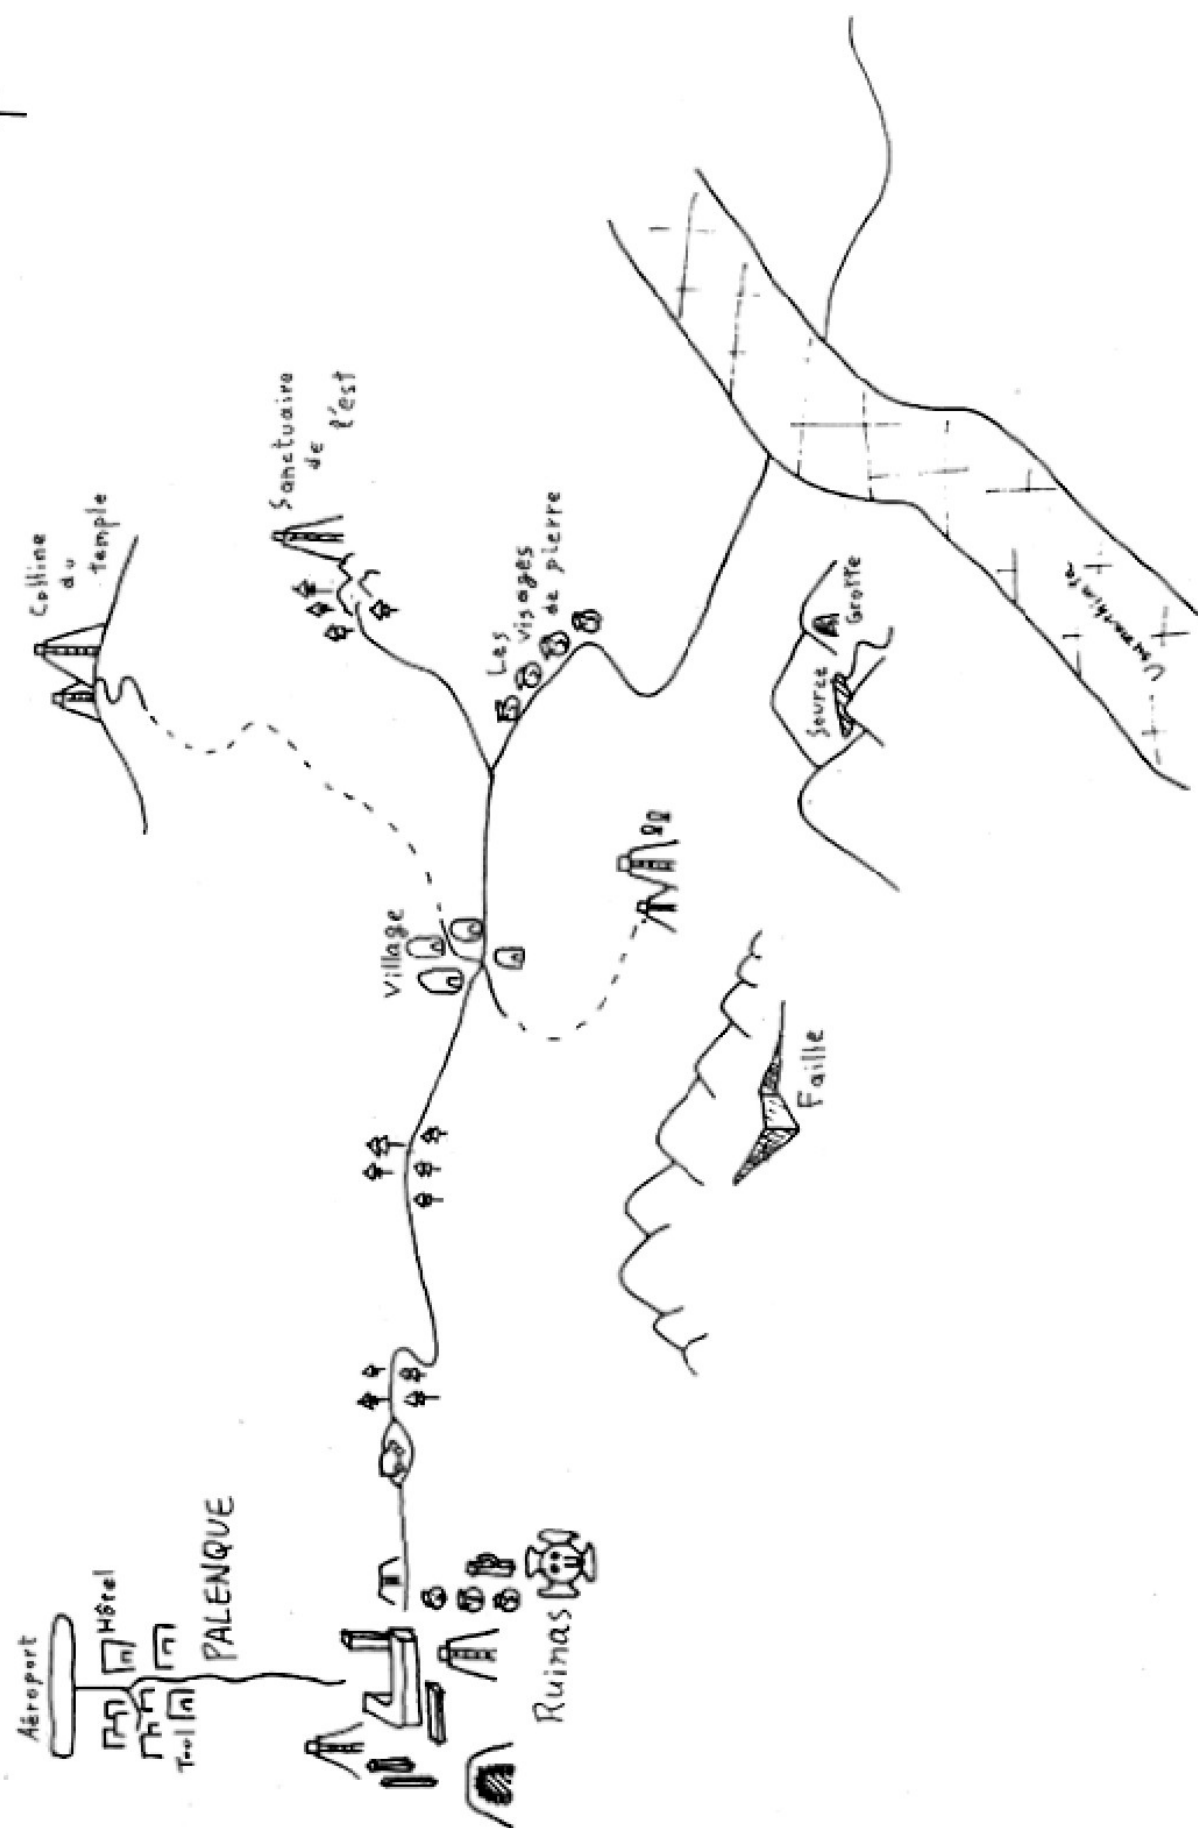 Aéroport
Hôtel
PALENQUE
Ruinas
Village
Faille
Colline
du
temple
Sanctuaire
de
l'est
Les
visages
de pierre
Source
Grotte